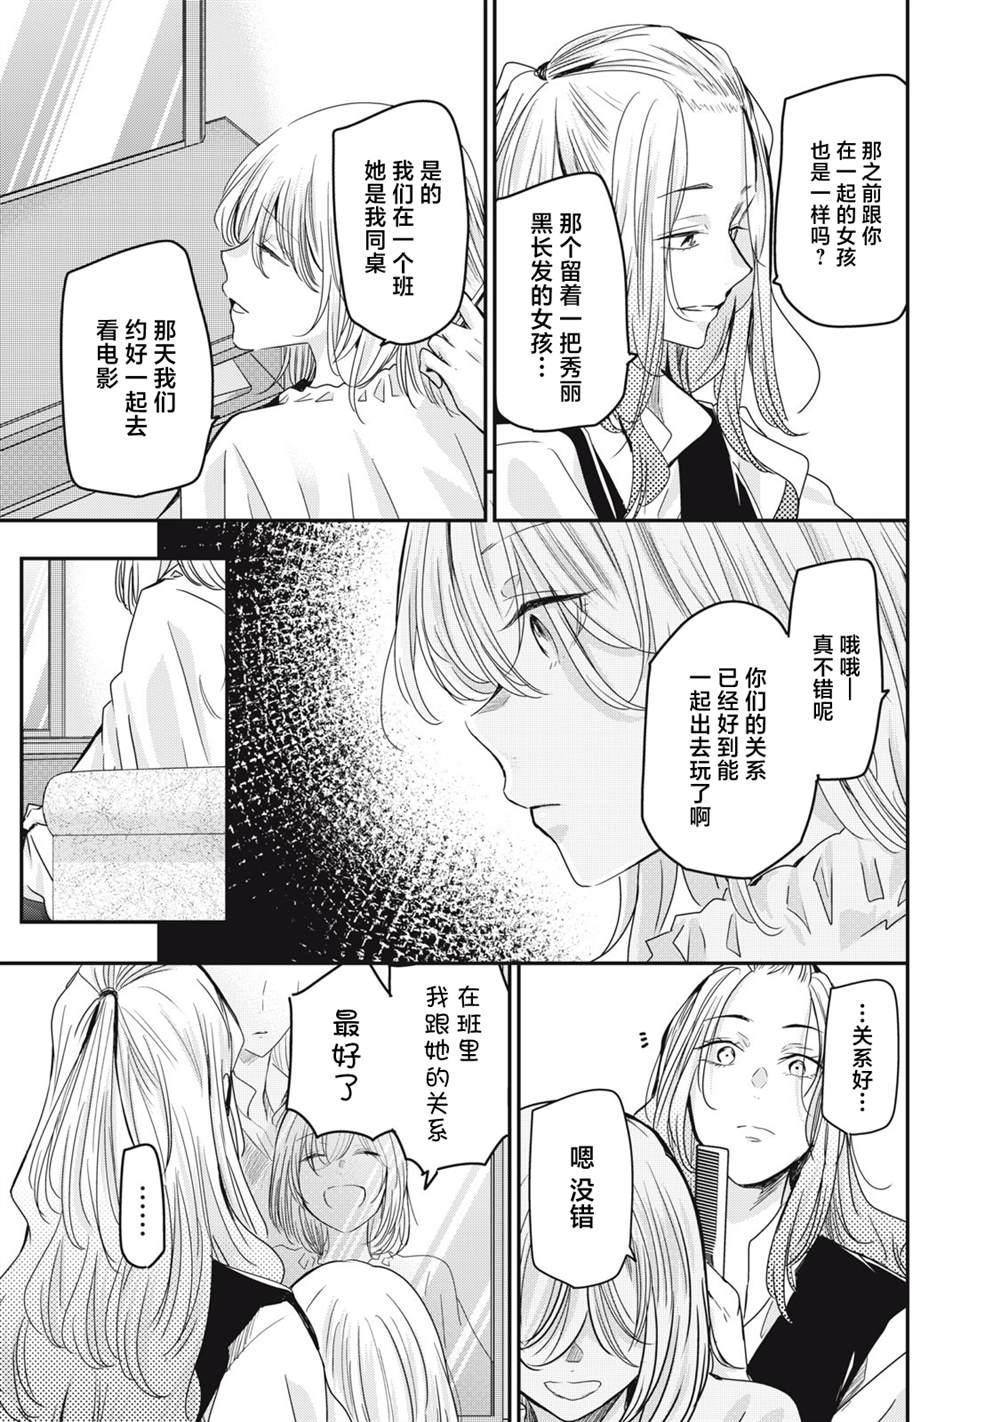 那之前跟你
在一起的女孩
也是一样吗？
那个留着一把秀丽
黑长发的女孩…
是的
我们在一个班
她是我同桌
那天我们
约好一起去
看电影
哦哦—
真不错呢
你们的关系
已经好到能
一起出去玩了啊
…关系好…
嗯 没错
在班里
我跟她的关系
最好了
……